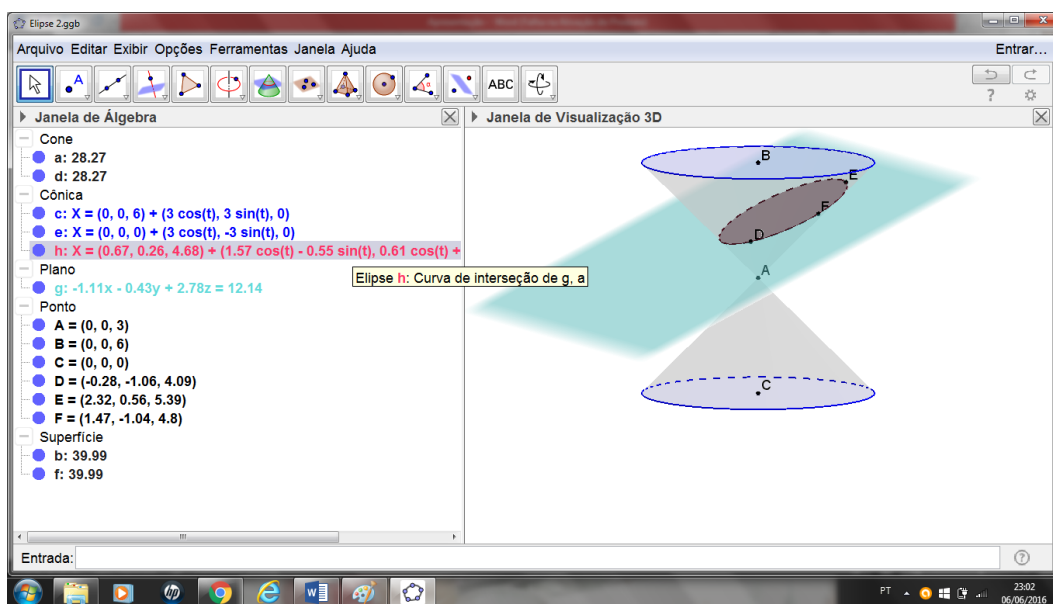 Elipse 2.ggb
Arquivo Editar Exibir Opções Ferramentas Janela Ajuda
Entrar...
A
ABC
?
Janela de Álgebra
Janela de Visualização 3D
Cone
a: 28.27
d: 28.27
Cônica
c: X = (0, 0, 6) + (3 cos(t), 3 sin(t), 0)
e: X = (0, 0, 0) + (3 cos(t), -3 sin(t), 0)
h: X = (0.67, 0.26, 4.68) + (1.57 cos(t) - 0.55 sin(t), 0.61 cos(t) +
Elipse h: Curva de interseção de g, a
Plano
g: -1.11x - 0.43y + 2.78z = 12.14
Ponto
A = (0, 0, 3)
B = (0, 0, 6)
C = (0, 0, 0)
D = (-0.28, -1.06, 4.09)
E = (2.32, 0.56, 5.39)
F = (1.47, -1.04, 4.8)
Superfície
b: 39.99
f: 39.99
B
E
F
D
A
C
Entrada:
?
hp
W
PT
23:02
06/06/2016